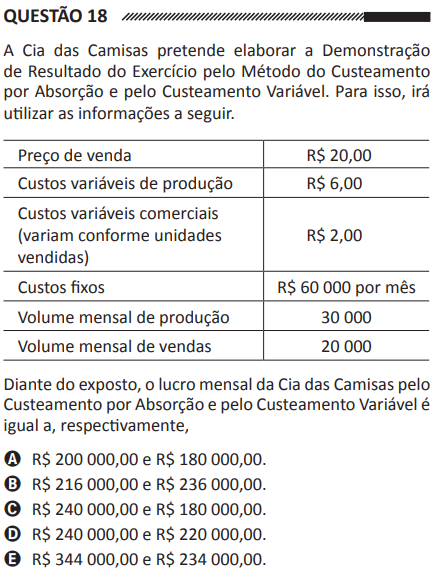 QUESTÃO 18
A Cia das Camisas pretende elaborar a Demonstração
de Resultado do Exercício pelo Método do Custeamento
por Absorção e pelo Custeamento Variável. Para isso, irá
utilizar as informações a seguir.
Preço de venda R$ 20,00
Custos variáveis de produção R$ 6,00
Custos variáveis comerciais
(variam conforme unidades R$ 2,00
vendidas)
Custos fixos R$ 60 000 por mês
Volume mensal de produção 30 000
Volume mensal de vendas 20 000
Diante do exposto, o lucro mensal da Cia das Camisas pelo
Custeamento por Absorção e pelo Custeamento Variável é
igual a, respectivamente,
A R$ 200 000,00 e R$ 180 000,00.
B R$ 216 000,00 e R$ 236 000,00.
C R$ 240 000,00 e R$ 180 000,00.
D R$ 240 000,00 e R$ 220 000,00.
E R$ 344 000,00 e R$ 234 000,00.